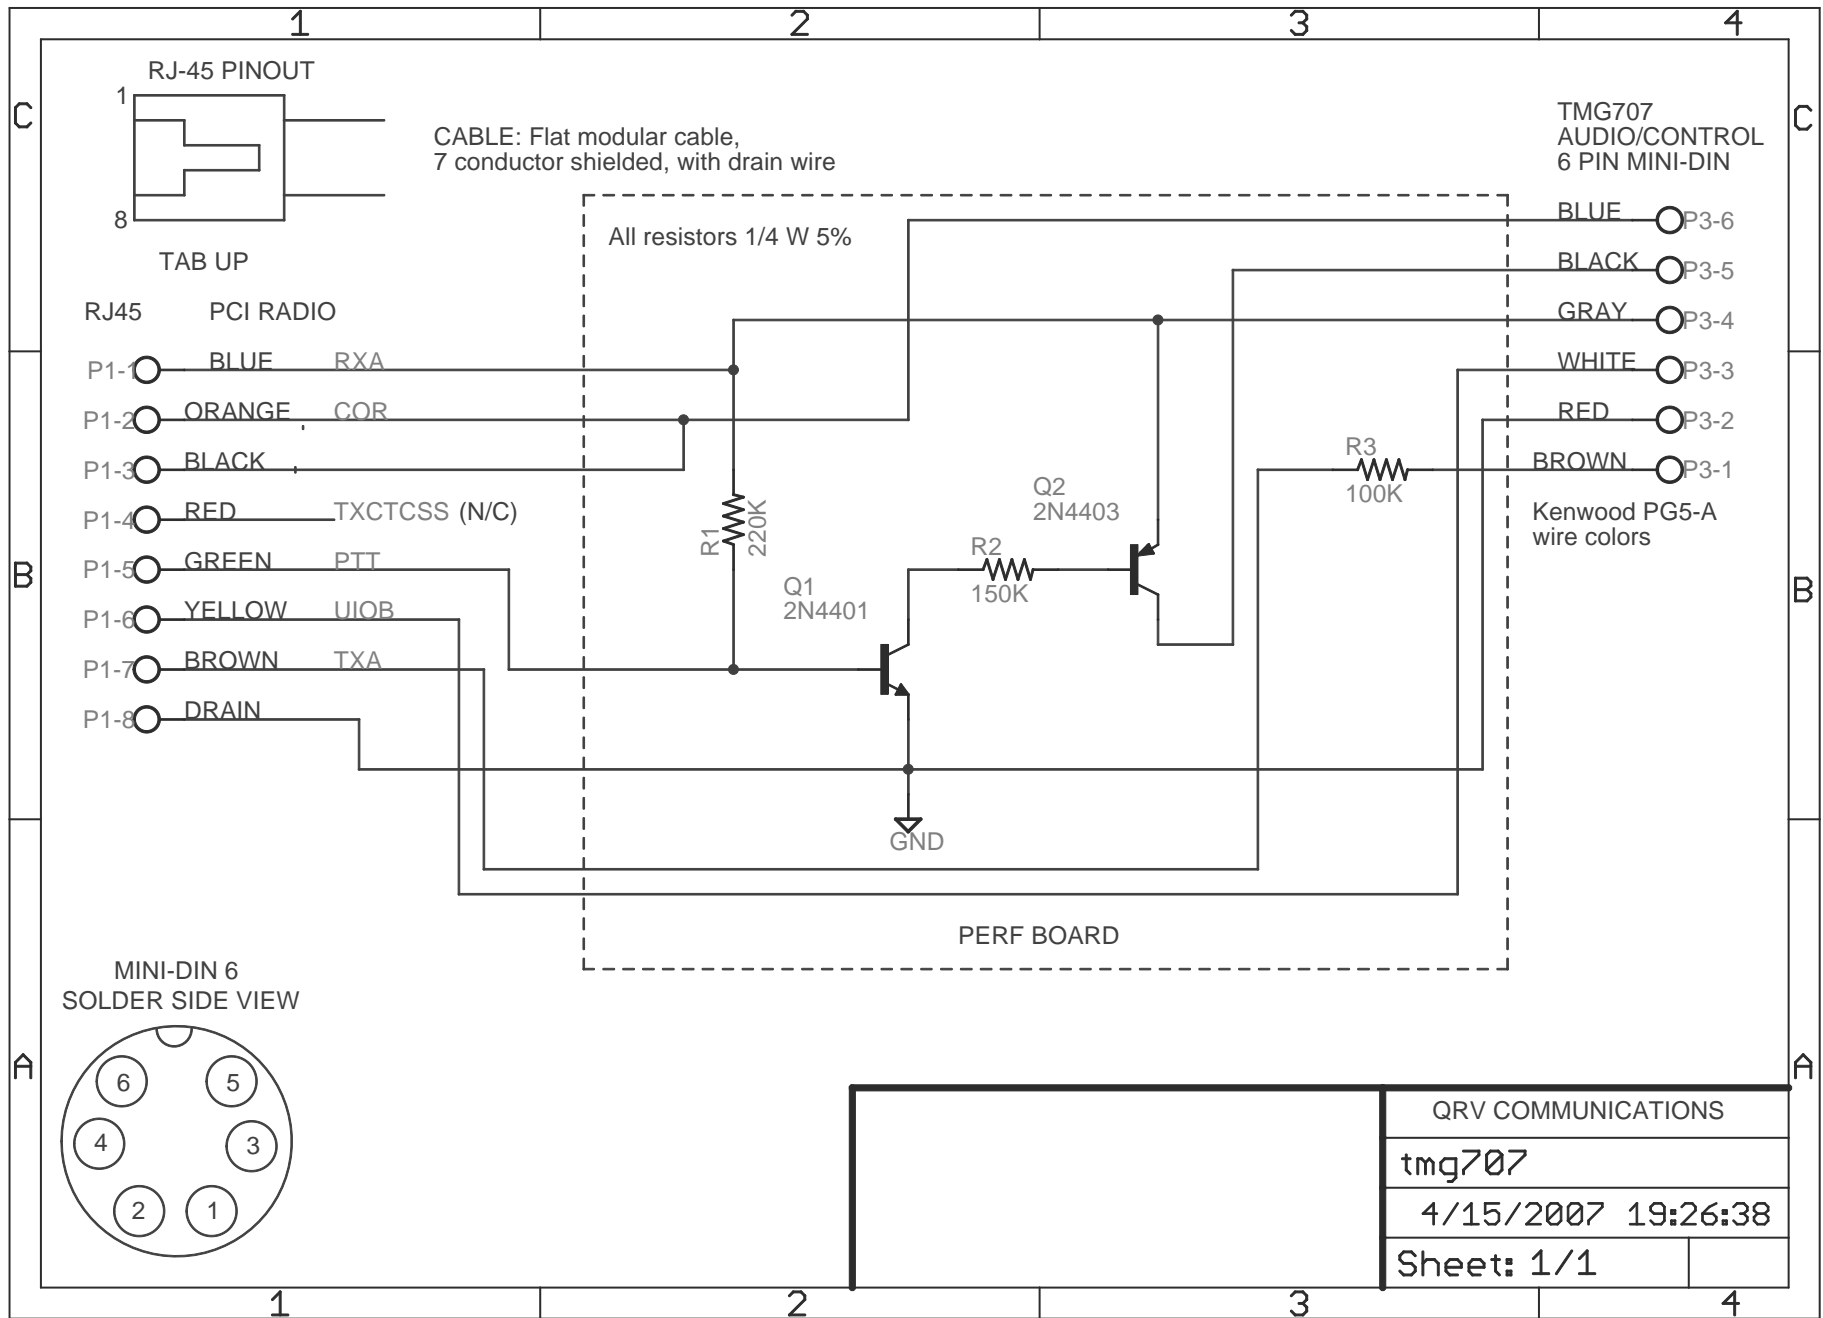 1 2 3 4
C C
B B
A A
RJ-45 PINOUT
1
8
TAB UP
CABLE: Flat modular cable,
7 conductor shielded, with drain wire
TMG707
AUDIO/CONTROL
6 PIN MINI-DIN
All resistors 1/4 W 5%
BLUE P3-6
BLACK P3-5
GRAY P3-4
WHITE P3-3
RED P3-2
BROWN P3-1
Kenwood PG5-A
wire colors
RJ45 PCI RADIO
P1-1 BLUE RXA
P1-2 ORANGE COR
P1-3 BLACK
P1-4 RED TXCTCSS (N/C)
P1-5 GREEN PTT
P1-6 YELLOW UIOB
P1-7 BROWN TXA
P1-8 DRAIN
R1
220K
Q1
2N4401
R2
150K
Q2
2N4403
R3
100K
GND
PERF BOARD
MINI-DIN 6
SOLDER SIDE VIEW
6 5
4 3
2 1
QRV COMMUNICATIONS
tmg707
4/15/2007 19:26:38
Sheet: 1/1
1 2 3 4